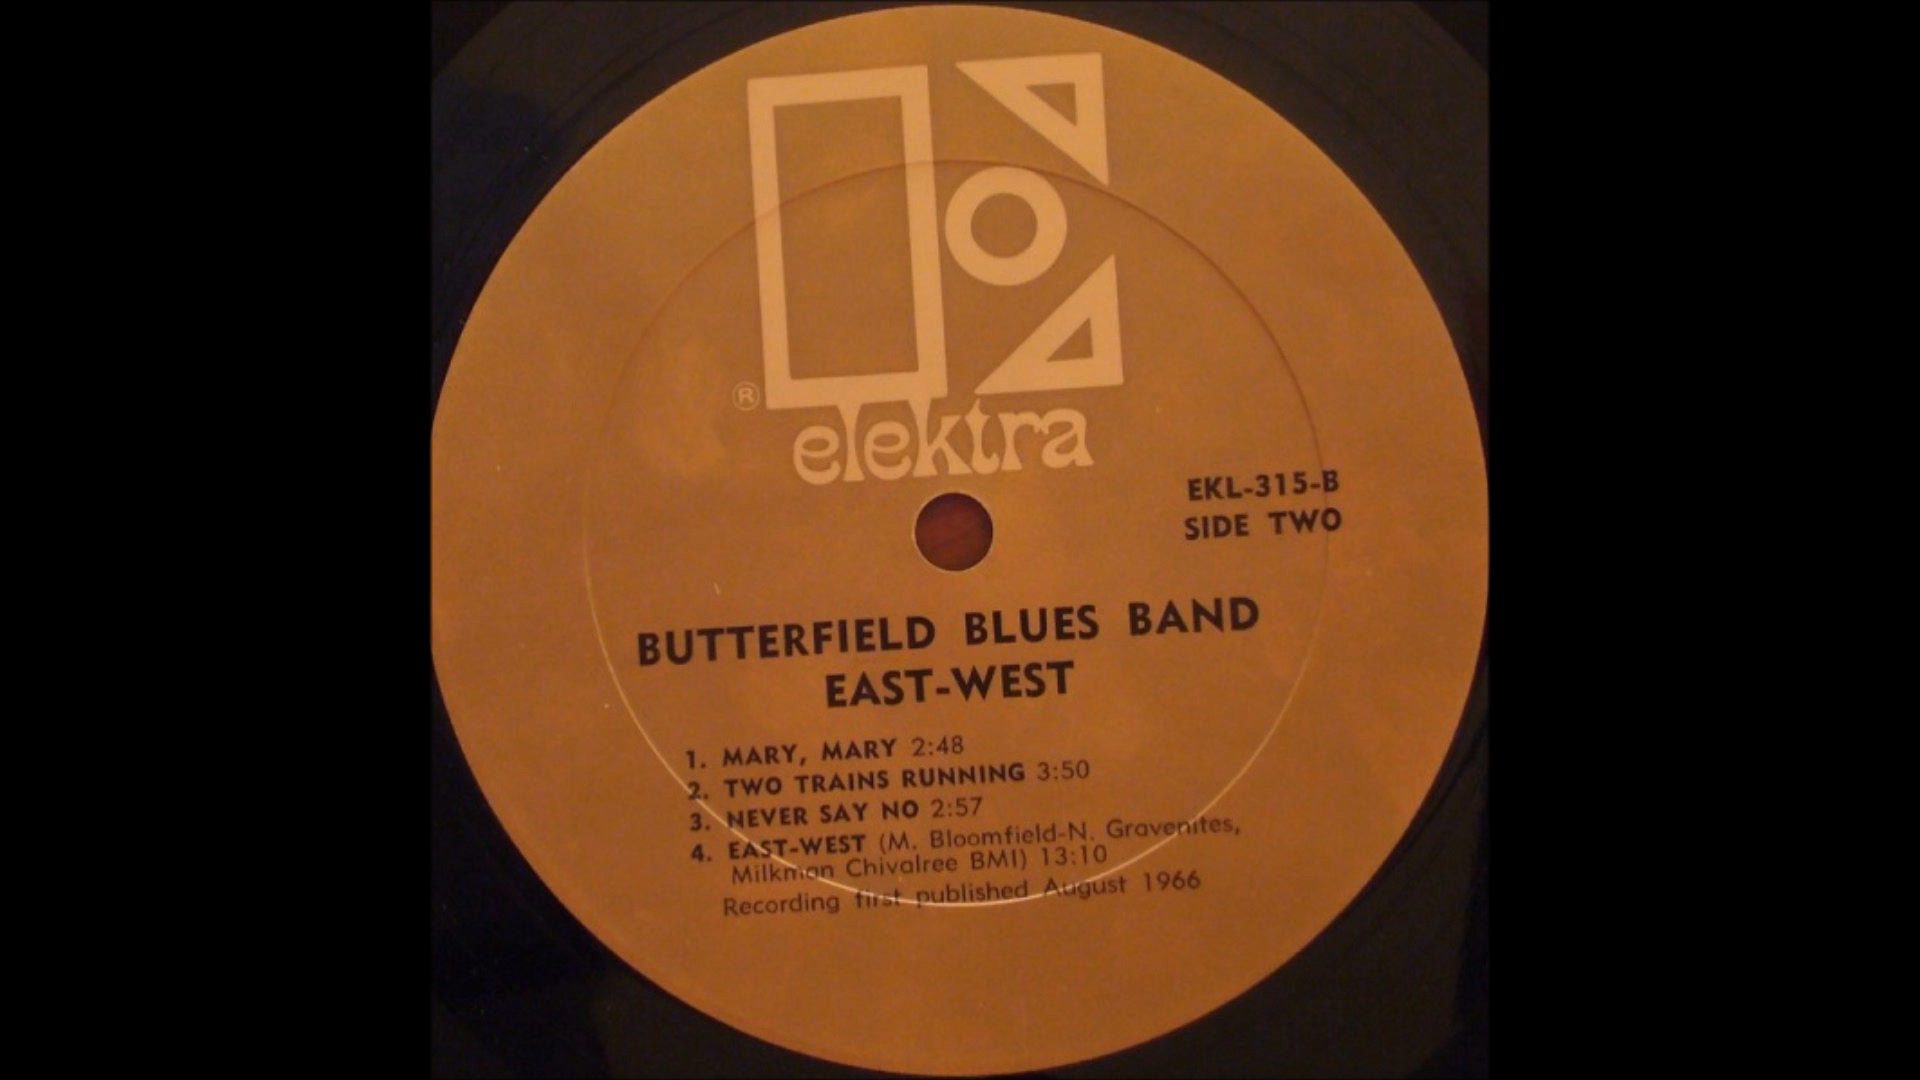 ®
elektra
EKL-315-B
SIDE TWO
BUTTERFIELD BLUES BAND
EAST-WEST
1. MARY, MARY 2:48
2. TWO TRAINS RUNNING 3:50
3. NEVER SAY NO 2:57
4. EAST-WEST (M. Bloomfield-N. Gravenites,
Milkman Chivalree BMI) 13:10
Recording first published August 1966